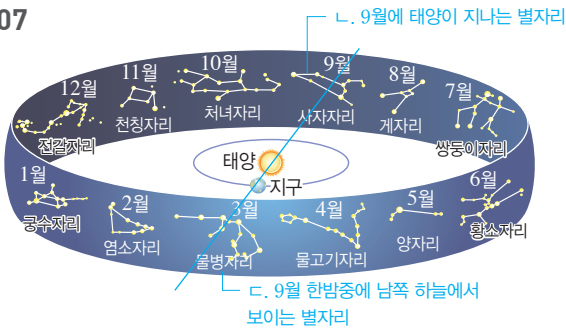 07
ㄴ. 9월에 태양이 지나는 별자리
12월 11월 10월 9월 8월 7월
전갈자리 천칭자리 처녀자리 사자자리 게자리 쌍둥이자리
태양
지구
1월 2월 3월 4월 5월 6월
궁수자리 염소자리 물병자리 물고기자리 양자리 황소자리
ㄷ. 9월 한밤중에 남쪽 하늘에서
보이는 별자리